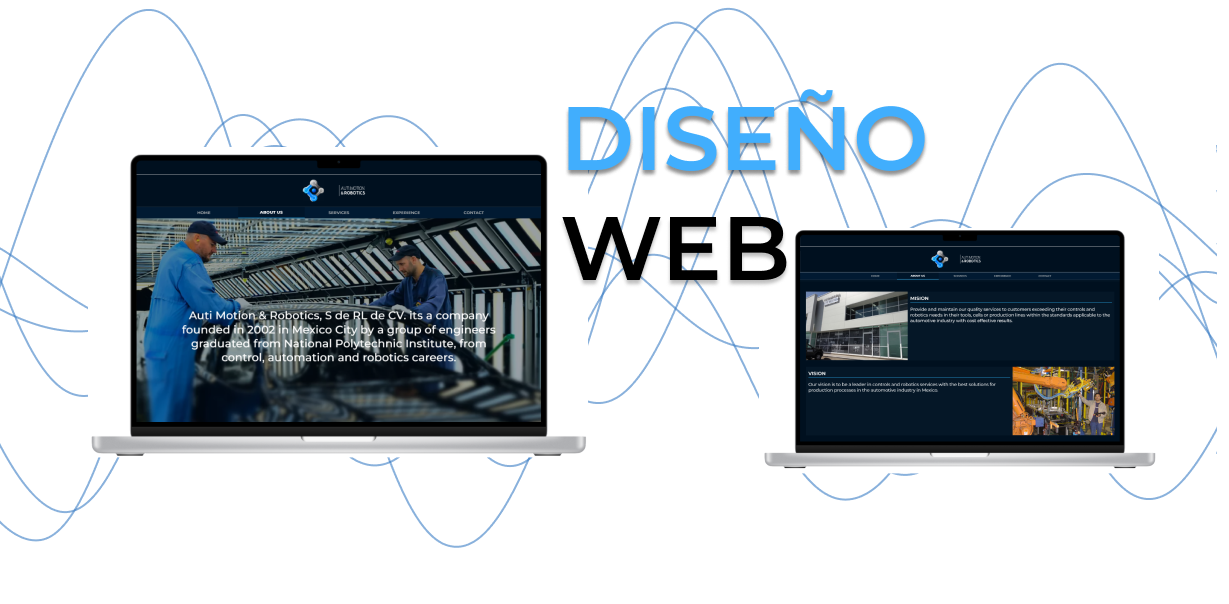 DISEÑO
WEB
AUTIMOTION
& ROBOTICS
HOME ABOUT US SERVICES EXPERIENCE CONTACT
Auti Motion & Robotics, S de RL de CV. its a company
founded in 2002 in Mexico City by a group of engineers
graduated from National Polytechnic Institute, from
control, automation and robotics careers.
AUTIMOTION
& ROBOTICS
HOME ABOUT US SERVICES EXPERIENCE CONTACT
MISION
Provide and maintain our quality services to customers exceeding their controls and
robotics needs in their tools, cells or production lines within the standards applicable to the
automotive industry with cost effective results.
VISION
Our vision is to be a leader in controls and robotics services with the best solutions for
production processes in the automotive industry in Mexico.